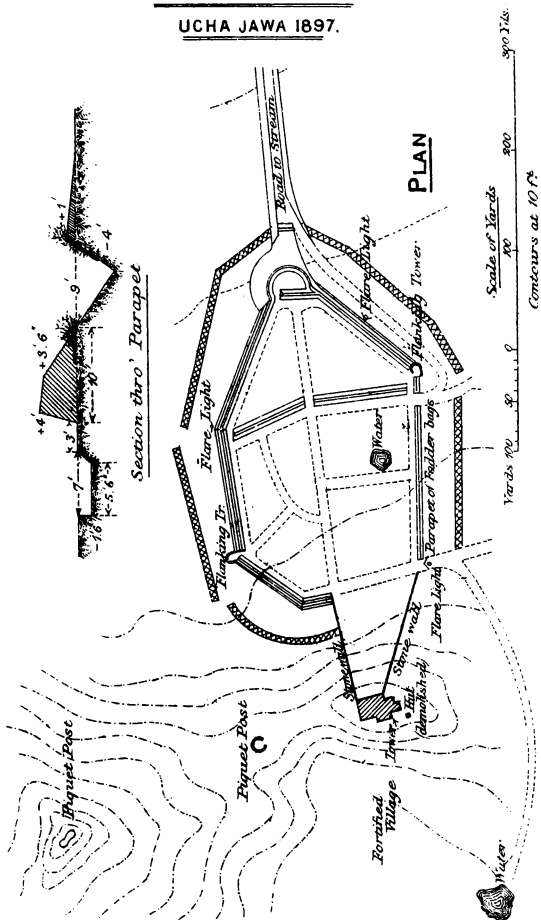 UCHA JAWA 1897.
Section thro' Parapet
+4'
+3.6"
9'
-4'
+1'
10'
3'
7'
5.6"
-1.6"
PLAN
Scale of Yards
Yards 100
50
0
100
200
300 Yds.
Contours at 10 ft.
Road to Stream
Flare Light
Flanking Tower
Flare Light
Flanking Tr.
Water
Parapet of Fodder bags
Flare light
Stone wall
Stone wall
Tower
Hut
(demolished)
Fortified
Village
Piquet Post
Piquet Post
C
Water